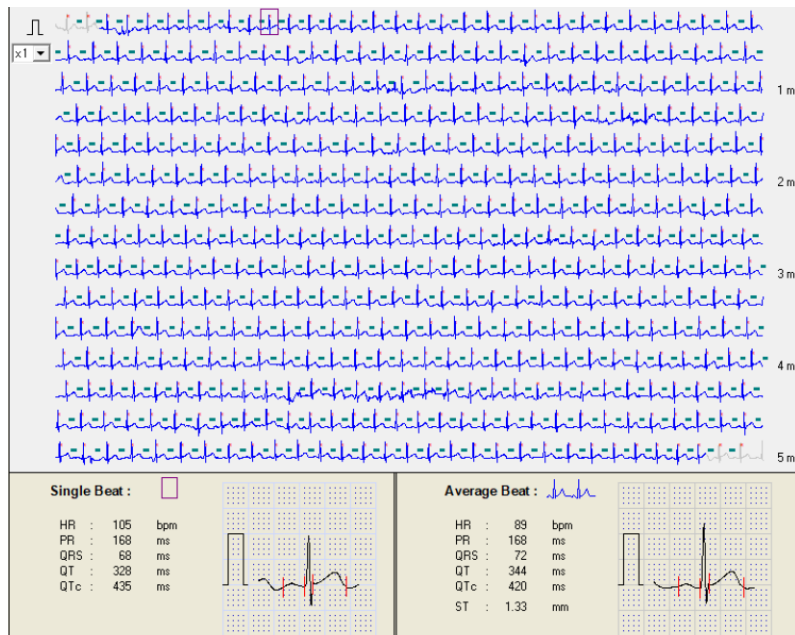 x1
1 m
2 m
3 m
4 m
5 m
Single Beat :
HR : 105 bpm
PR : 168 ms
QRS : 68 ms
QT : 328 ms
QTc : 435 ms
Average Beat :
HR : 89 bpm
PR : 168 ms
QRS : 72 ms
QT : 344 ms
QTc : 420 ms
ST : 1.33 mm